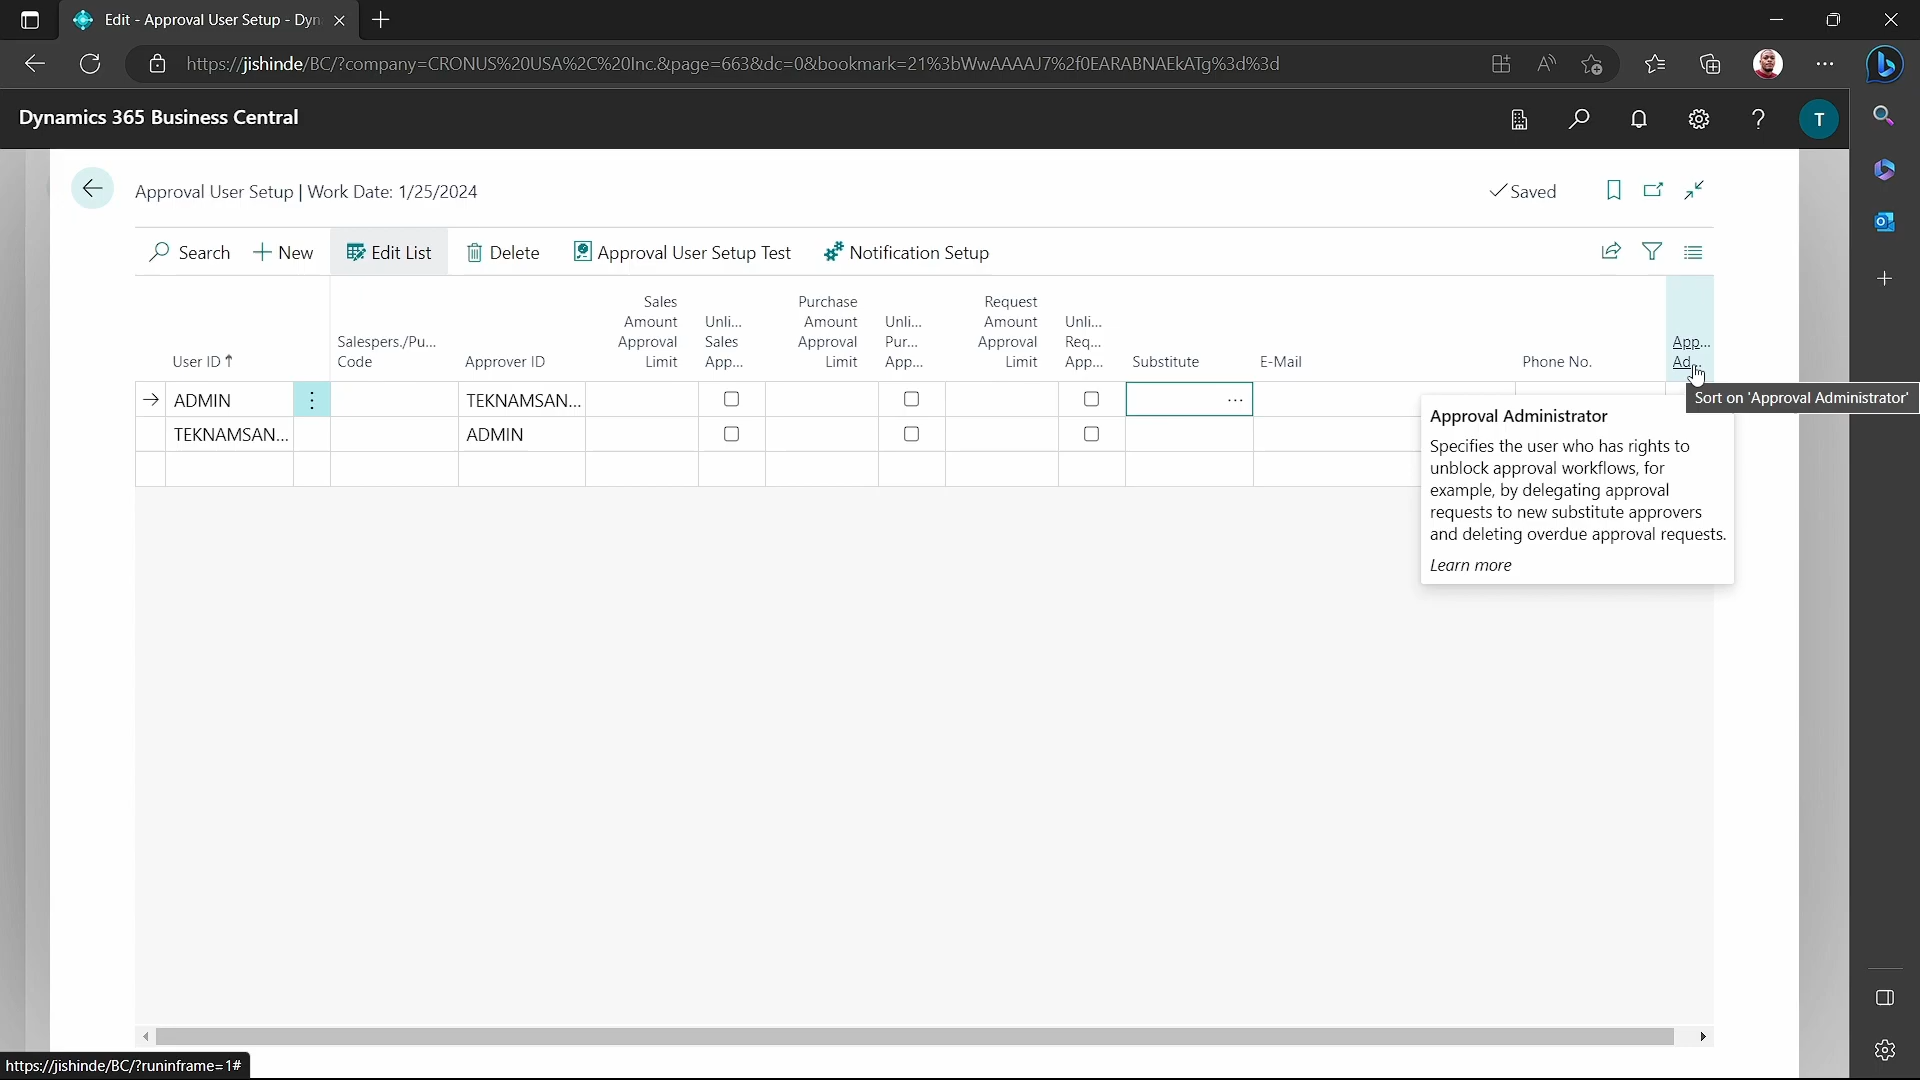 Edit - Approval User Setup - Dyn
https://jishinde/BC/?company=CRONUS%20USA%2C%20Inc.&page=663&dc=0&bookmark=21%3bWwAAAAJ7%2f0EARABNAEkATg%3d%3d
Dynamics 365 Business Central
T
Approval User Setup | Work Date: 1/25/2024
Saved
Search
New
Edit List
Delete
Approval User Setup Test
Notification Setup
User ID ↑
Salespers./Pu...
Code
Approver ID
Sales
Amount
Approval
Limit
Unli...
Sales
App...
Purchase
Amount
Approval
Limit
Unli...
Pur...
App...
Request
Amount
Approval
Limit
Unli...
Req...
App...
Substitute
E-Mail
Phone No.
App...
Ad...
ADMIN
TEKNAMSAN...
Sort on 'Approval Administrator'
TEKNAMSAN...
ADMIN
Approval Administrator
Specifies the user who has rights to
unblock approval workflows, for
example, by delegating approval
requests to new substitute approvers
and deleting overdue approval requests.
Learn more
https://jishinde/BC/?runinframe=1#